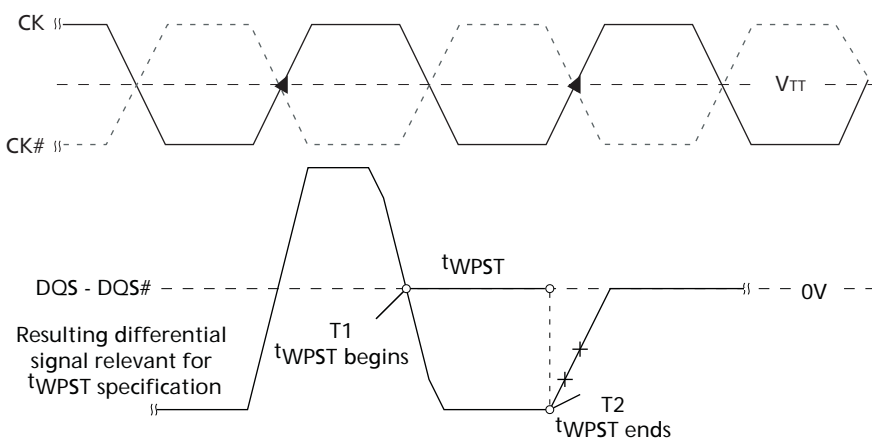 CK
VTT
CK#
tWPST
DQS - DQS#
0V
Resulting differential
signal relevant for
tWPST specification
T1
tWPST begins
T2
tWPST ends